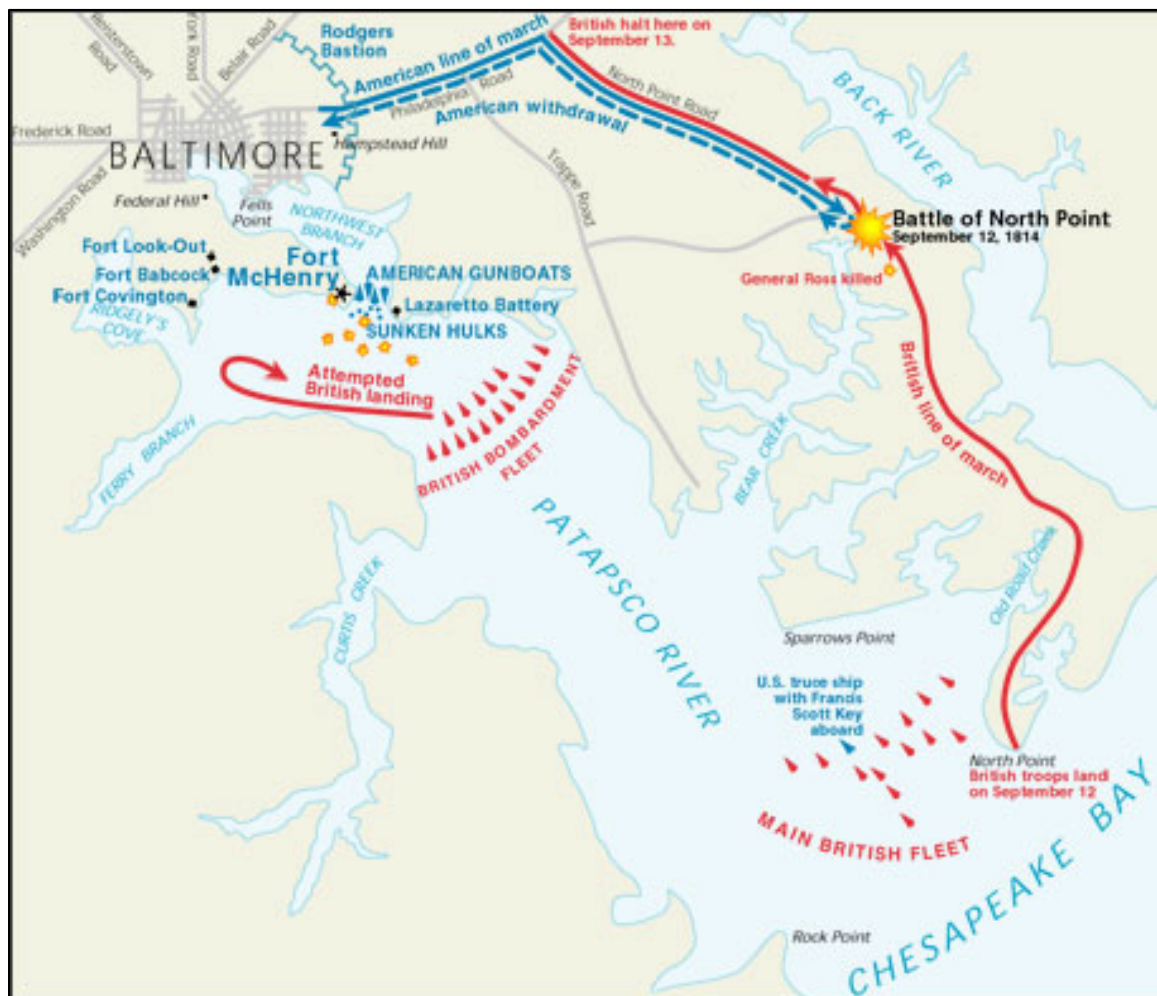 Reisterstown
Road
York Road
Belair Road
Rodgers
Bastion
American line of march
British halt here on
September 13.
Philadelphia Road
North Point Road
American withdrawal
BACK RIVER
Frederick Road
BALTIMORE
Hampstead Hill
Washington Road
Federal Hill
Fells
Point
NORTHWEST
BRANCH
Trappe Road
Battle of North Point
September 12, 1814
General Ross killed
Fort Look-Out
Fort Babcock
Fort Covington
RIDGELY'S
COVE
Fort
McHenry
AMERICAN GUNBOATS
Lazaretto Battery
SUNKEN HULKS
Attempted
British landing
BRITISH BOMBARDMENT
FLEET
FERRY BRANCH
British line of march
BEAR CREEK
CURTIS CREEK
PATAPSCO RIVER
Old Road Creek
Sparrows Point
U.S. truce ship
with Francis
Scott Key
aboard
North Point
British troops land
on September 12
MAIN BRITISH FLEET
Rock Point
CHESAPEAKE BAY